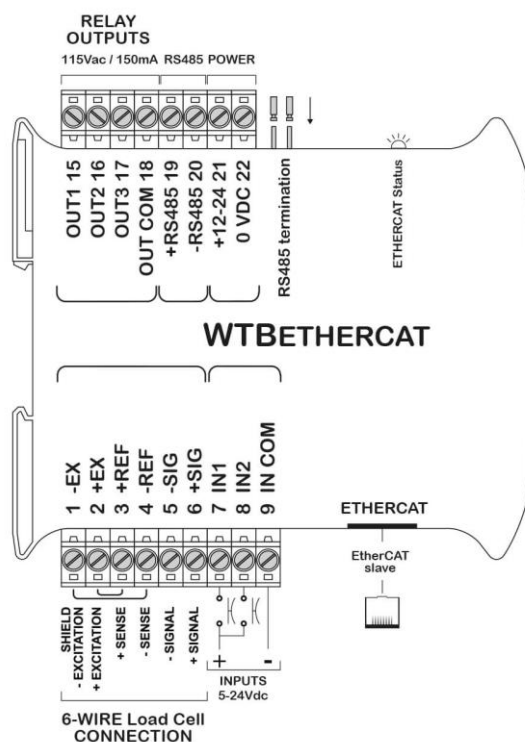 RELAY
OUTPUTS
115Vac / 150mA RS485 POWER
OUT1 15
OUT2 16
OUT3 17
OUT COM 18
+RS485 19
-RS485 20
+12-24 21
0 VDC 22
RS485 termination
ETHERCAT Status
WTBETHERCAT
1 -EX
2 +EX
3 +REF
4 -REF
5 -SIG
6 +SIG
7 IN1
8 IN2
9 IN COM
ETHERCAT
EtherCAT
slave
SHIELD
- EXCITATION
+ EXCITATION
+ SENSE
- SENSE
- SIGNAL
+ SIGNAL
+ -
INPUTS
5-24Vdc
6-WIRE Load Cell
CONNECTION